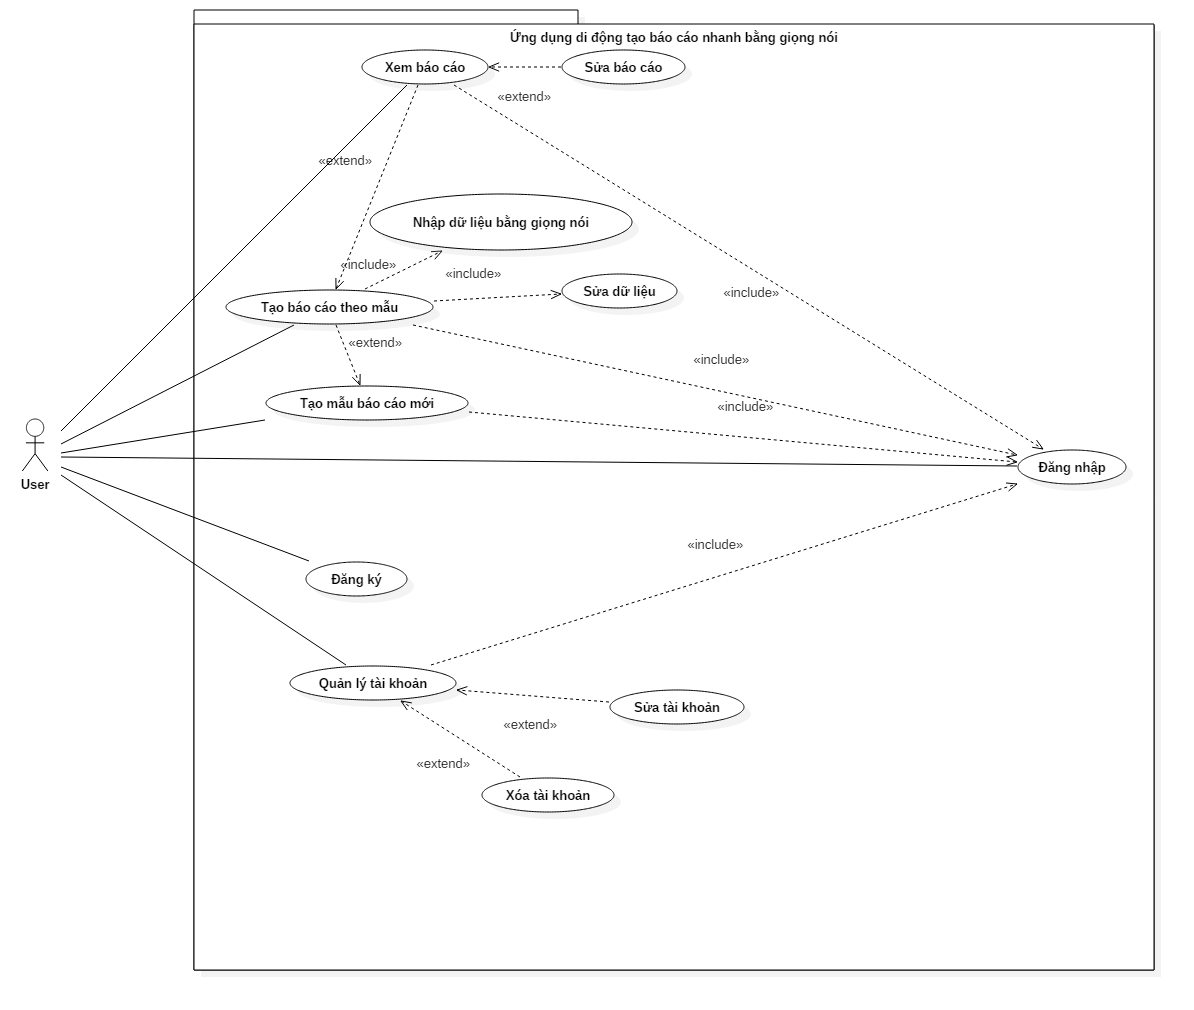 Ứng dụng di động tạo báo cáo nhanh bằng giọng nói
Xem báo cáo
Sửa báo cáo
«extend»
«extend»
Nhập dữ liệu bằng giọng nói
«include»
«include»
Sửa dữ liệu
«include»
Tạo báo cáo theo mẫu
«extend»
«include»
Tạo mẫu báo cáo mới
«include»
Đăng nhập
User
«include»
Đăng ký
Quản lý tài khoản
Sửa tài khoản
«extend»
«extend»
Xóa tài khoản